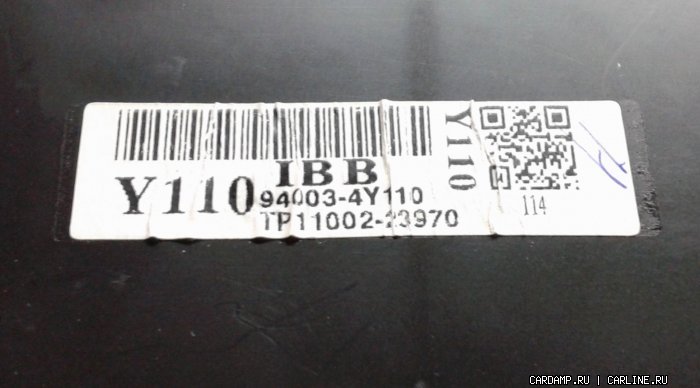 IBB
Y110 94003-4Y110
TP11002-23970
Y110
114
CARDAMP.RU | CARLINE.RU